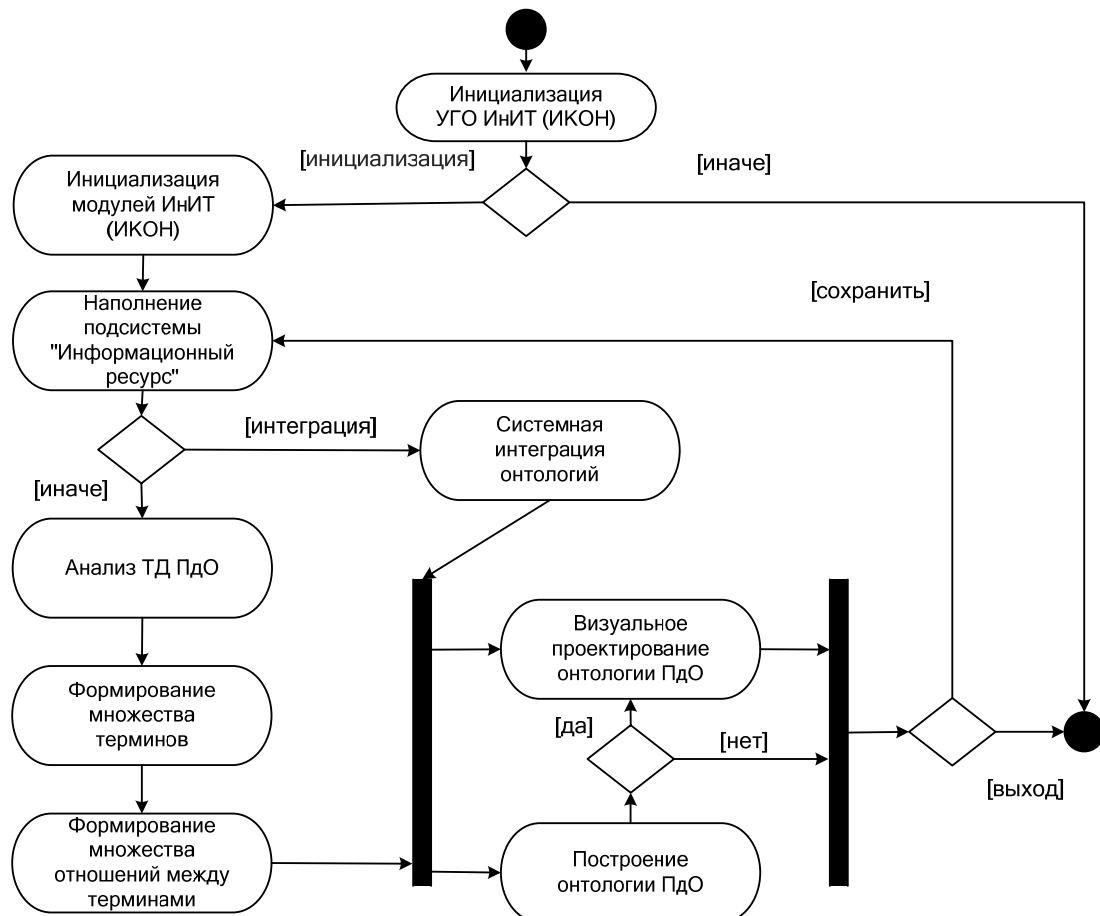 Инициализация
УГО ИнИТ (ИКОН)
[инициализация]
[иначе]
Инициализация
модулей ИнИТ
(ИКОН)
[сохранить]
Наполнение
подсистемы
"Информационный
ресурс"
[интеграция]
Системная
интеграция
онтологий
[иначе]
Анализ ТД ПдО
Визуальное
проектирование
онтологии ПдО
Формирование
множества
терминов
[да]
[нет]
[выход]
Формирование
множества
отношений между
терминами
Построение
онтологии ПдО